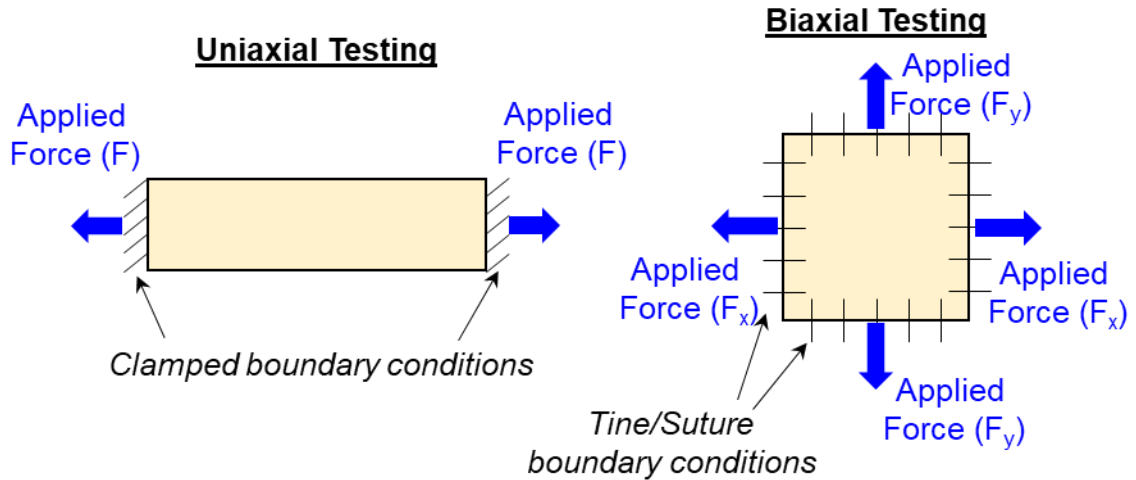 Uniaxial Testing
Applied
Force (F)
Applied
Force (F)
Clamped boundary conditions
Biaxial Testing
Applied
Force (Fy)
Applied
Force (Fx)
Applied
Force (Fx)
Applied
Force (Fy)
Tine/Suture
boundary conditions